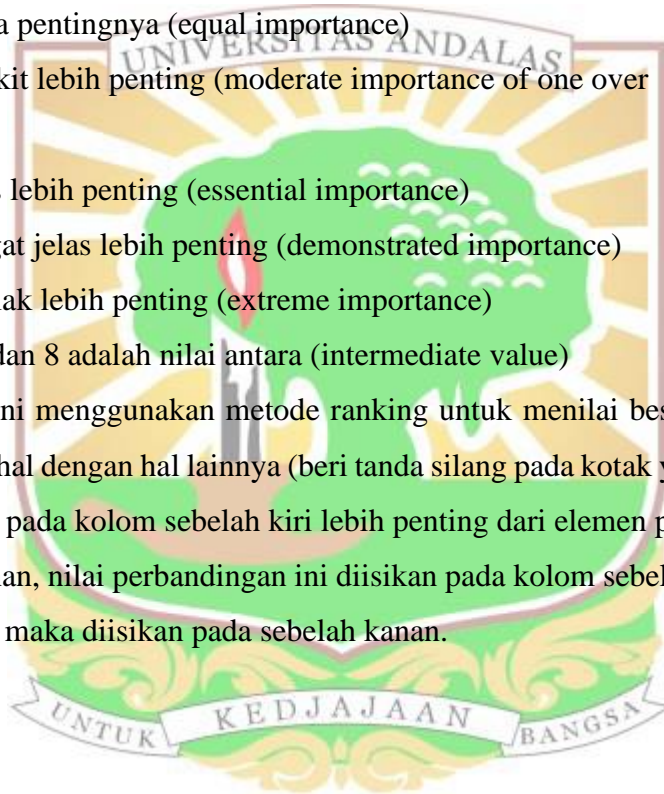 a pentingnya (equal importance)
UNIVERSITAS ANDALAS
kit lebih penting (moderate importance of one over
s lebih penting (essential importance)
gat jelas lebih penting (demonstrated importance)
lak lebih penting (extreme importance)
dan 8 adalah nilai antara (intermediate value)
ni menggunakan metode ranking untuk menilai bes
hal dengan hal lainnya (beri tanda silang pada kotak y
pada kolom sebelah kiri lebih penting dari elemen p
an, nilai perbandingan ini diisikan pada kolom sebel
maka diisikan pada sebelah kanan.
UNTUK KEDJAJAAN BANGSA